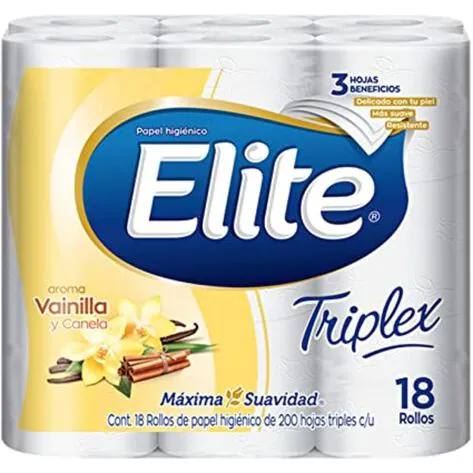 3 HOJAS
BENEFICIOS
Delicado con tu piel
Más suave
Resistente
Papel higiénico
Elite®
aroma
Vainilla
y Canela
Triplex
Máxima Suavidad®
18
Rollos
Cont. 18 Rollos de papel higiénico de 200 hojas triples c/u